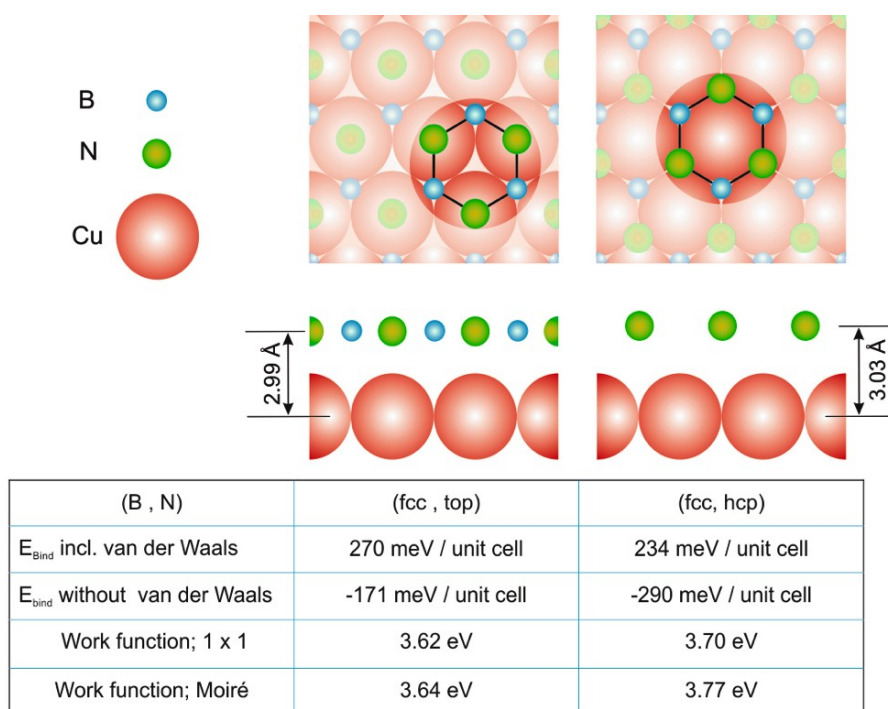 B
N
Cu
2.99 Å
3.03 Å
(B , N) (fcc , top) (fcc, hcp)
EBind incl. van der Waals 270 meV / unit cell 234 meV / unit cell
Ebind without van der Waals -171 meV / unit cell -290 meV / unit cell
Work function; 1 x 1 3.62 eV 3.70 eV
Work function; Moiré 3.64 eV 3.77 eV